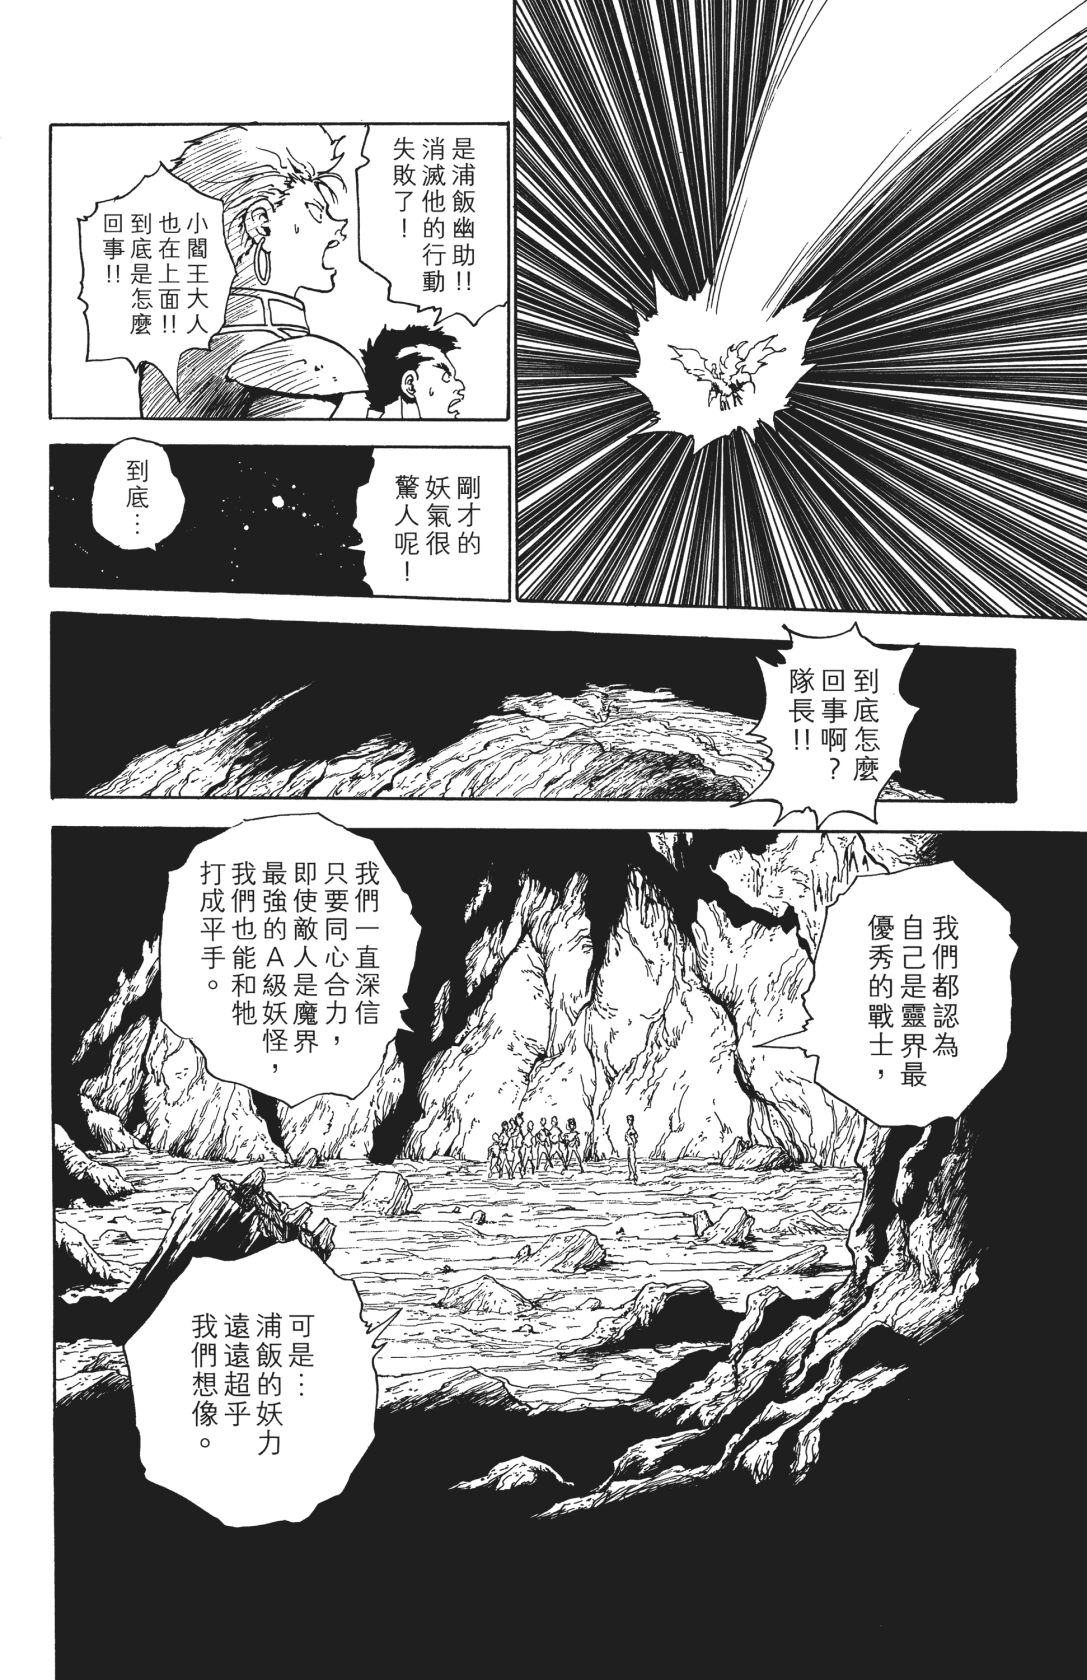 是浦飯幽助!!
消滅他的行動
失敗了！
小閻王大人
也在上面!!
到底是怎麼
回事!!
剛才的
妖氣很
驚人呢！
到底…
到底怎麼
回事啊？
隊長!!
我們都認為
自己是靈界最
優秀的戰士，
我們一直深信
只要同心合力，
即使敵人是魔界
最強的A級妖怪，
我們也能和牠
打成平手。
可是…
浦飯的妖力
遠遠超乎
我們想像。